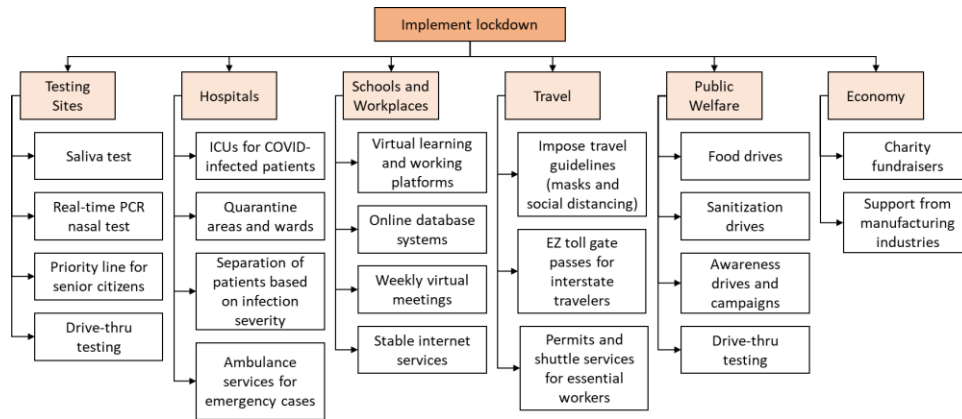 Implement lockdown
Testing
Sites
Saliva test
Real-time PCR
nasal test
Priority line for
senior citizens
Drive-thru
testing
Hospitals
ICUs for COVID-
infected patients
Quarantine
areas and wards
Separation of
patients based
on infection
severity
Ambulance
services for
emergency cases
Schools and
Workplaces
Virtual learning
and working
platforms
Online database
systems
Weekly virtual
meetings
Stable internet
services
Travel
Impose travel
guidelines
(masks and
social distancing)
EZ toll gate
passes for
interstate
travelers
Permits and
shuttle services
for essential
workers
Public
Welfare
Food drives
Sanitization
drives
Awareness
drives and
campaigns
Drive-thru
testing
Economy
Charity
fundraisers
Support from
manufacturing
industries